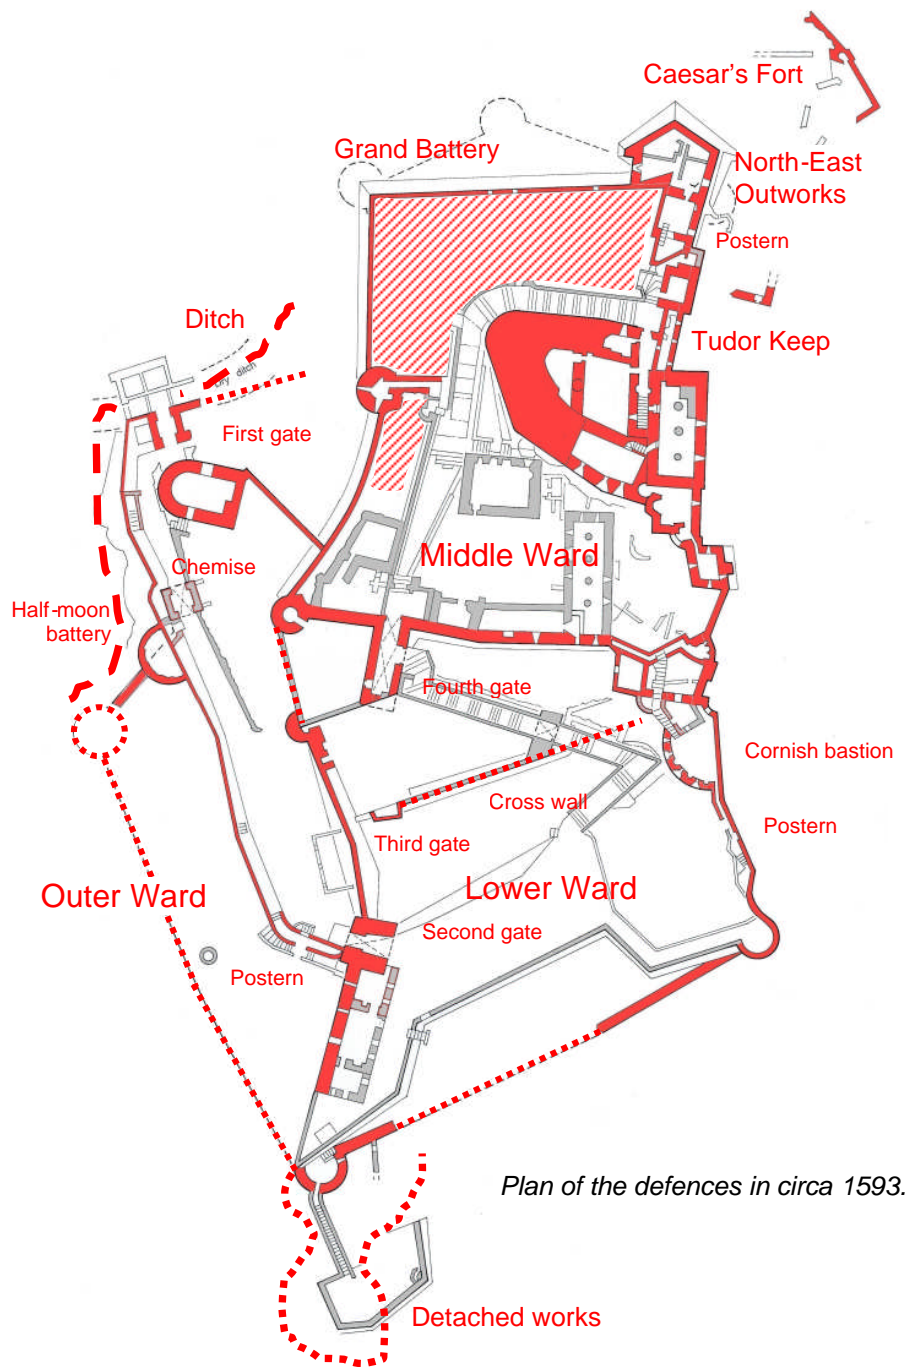 Caesar's Fort
Grand Battery
North-East
Outworks
Postern
Ditch
Tudor Keep
dry ditch
First gate
Middle Ward
Chemise
Half-moon
battery
Fourth gate
Cornish bastion
Cross wall
Postern
Third gate
Outer Ward
Lower Ward
Second gate
Postern
Plan of the defences in circa 1593.
Detached works